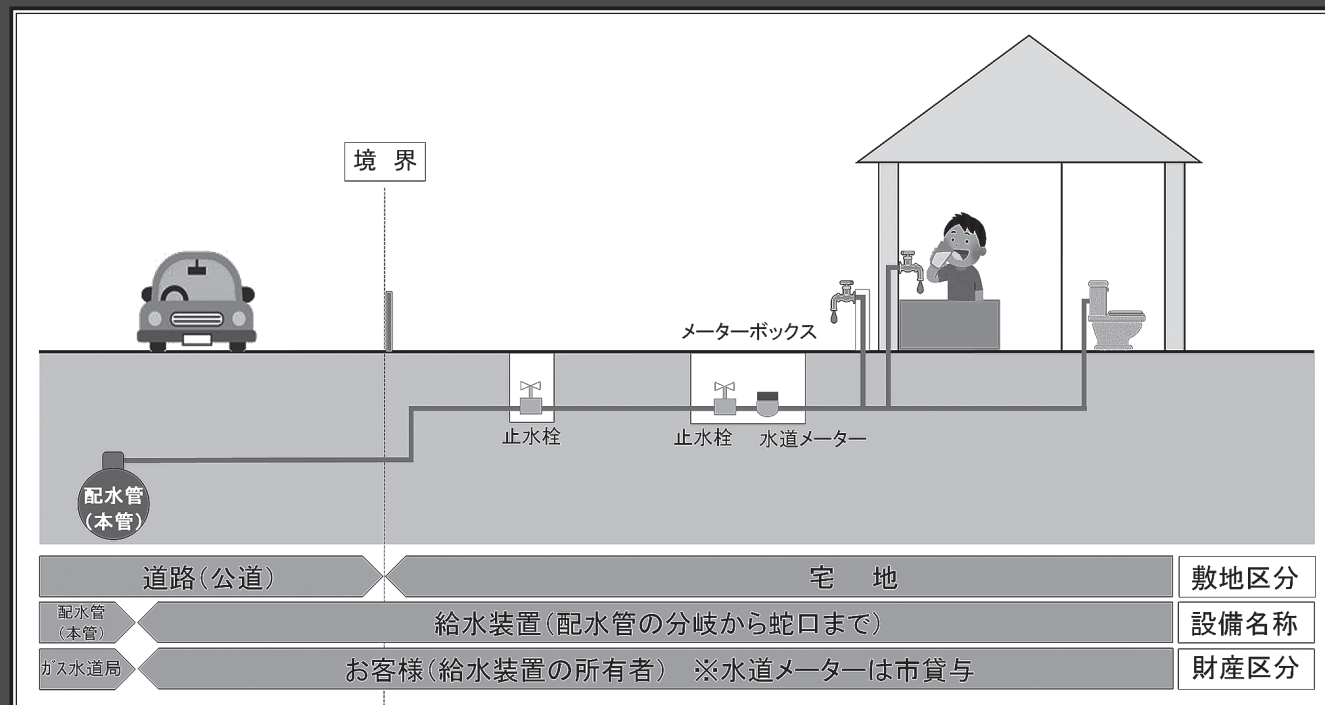 境 界
メーターボックス
止水栓
止水栓
水道メーター
配水管
(本管)
道路(公道)
宅 地
敷地区分
配水管
(本管)
給水装置(配水管の分岐から蛇口まで)
設備名称
ガス水道局
お客様(給水装置の所有者) ※水道メーターは市貸与
財産区分